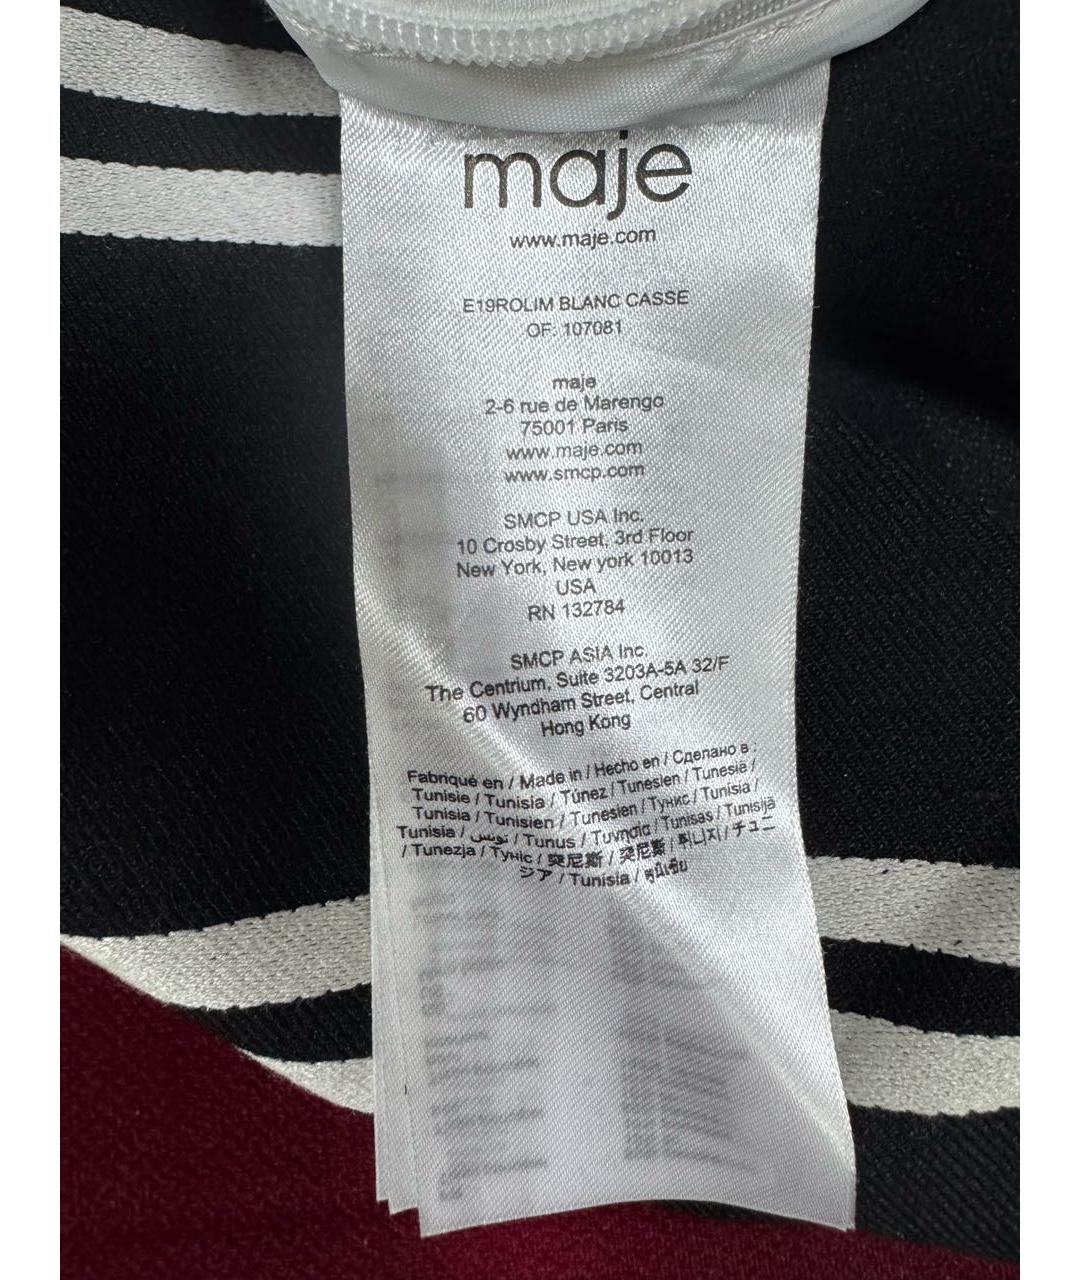 maje
www.maje.com
E19ROLIM BLANC CASSE
OF: 107081
maje
2-6 rue de Marengo
75001 Paris
www.maje.com
www.smcp.com
SMCP USA Inc.
10 Crosby Street, 3rd Floor
New York, New york 10013
USA
RN 132784
SMCP ASIA Inc.
The Centrium, Suite 3203A-5A 32/F
60 Wyndham Street, Central
Hong Kong
Fabriqué en / Made in / Hecho en / Сделано в :
Tunisie / Tunisia / Túnez / Tunesien / Tunesië /
Tunisia / Tunisien / Tunesien / Тунис / Tunísia /
Tunisia / تونس / Tunus / Τυνησία / Tunisas / Tunisijā
/ Tunezja / Туніс / 突尼斯 / 突尼斯 / 튀니지 / チュニ
ジア / Tunisia / ตูนิเซีย